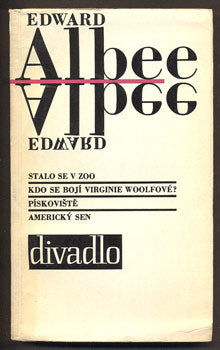 EDWARD
Albee
Albee
EDWARD
STALO SE V ZOO
KDO SE BOJÍ VIRGINIE WOOLFOVÉ?
PÍSKOVIŠTĚ
AMERICKÝ SEN
divadlo